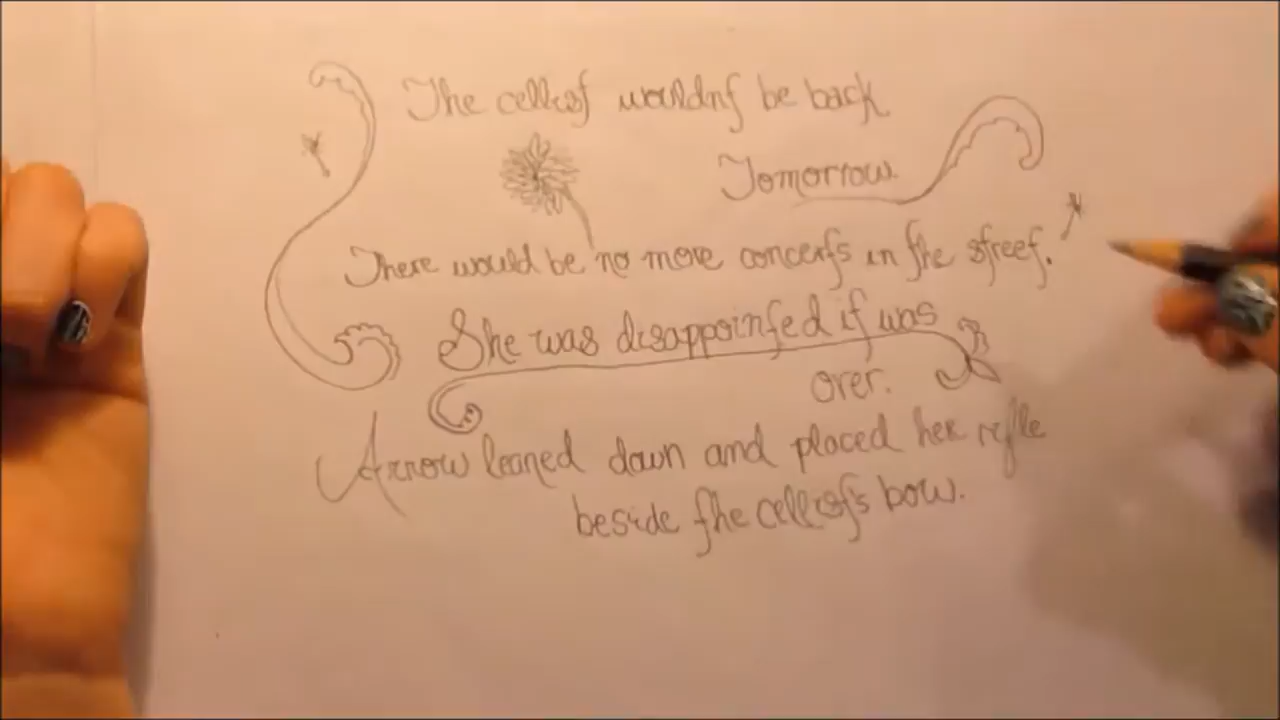 The cellist wouldnt be back
Tomorrow.
There would be no more concerts in the street.
She was disappointed it was
over.
Arrow leaned down and placed her rifle
beside the cellist's bow.